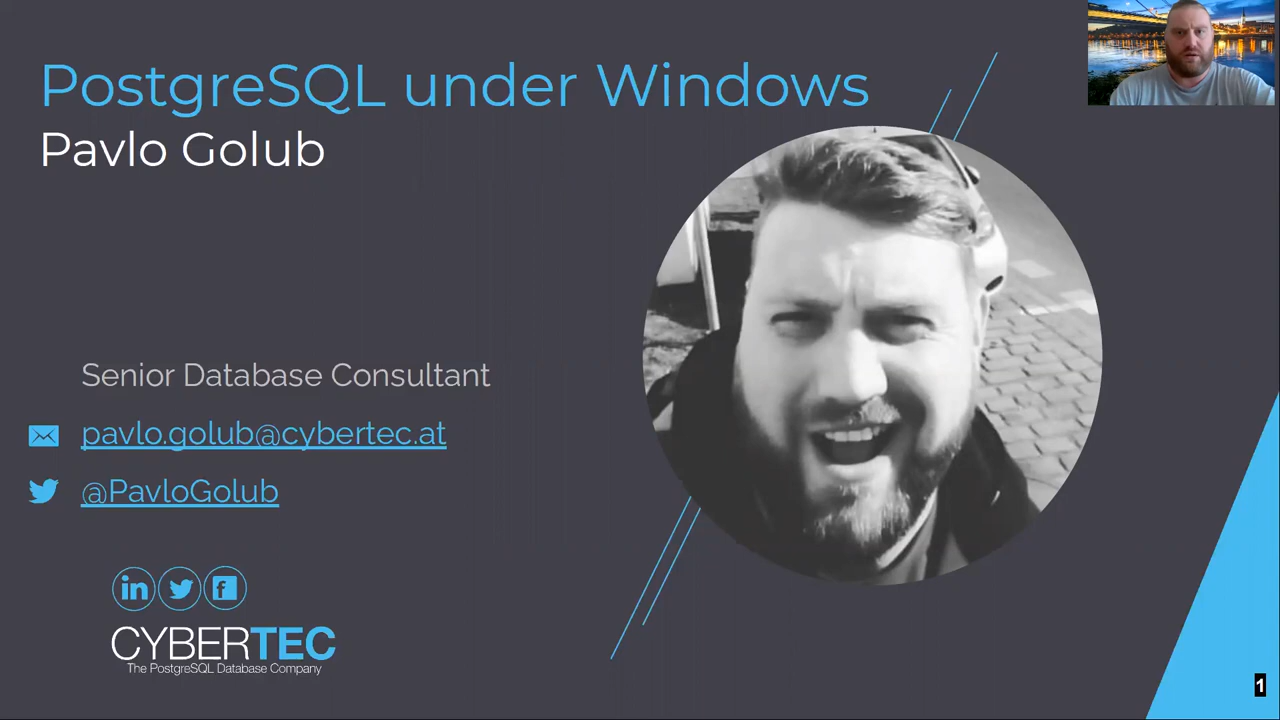 PostgreSQL under Windows
Pavlo Golub
Senior Database Consultant
pavlo.golub@cybertec.at
@PavloGolub
in f
CYBERTEC
The PostgreSQL Database Company
1